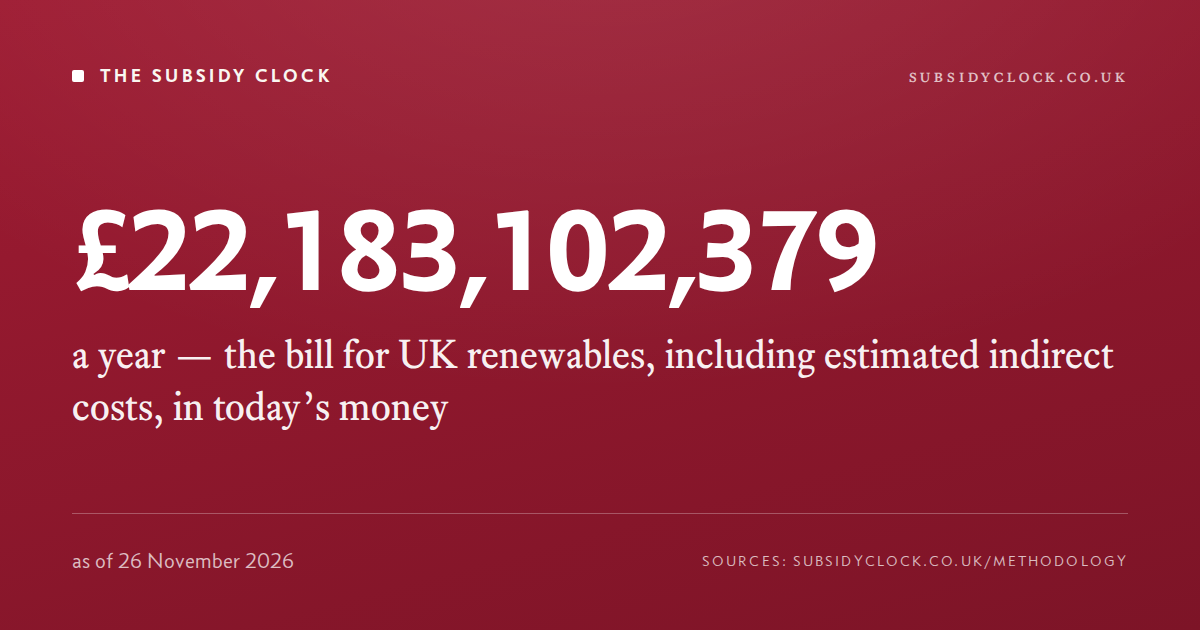 THE SUBSIDY CLOCK
SUBSIDYCLOCK.CO.UK
£22,183,102,379
a year — the bill for UK renewables, including estimated indirect
costs, in today’s money
as of 26 November 2026
SOURCES: SUBSIDYCLOCK.CO.UK/METHODOLOGY